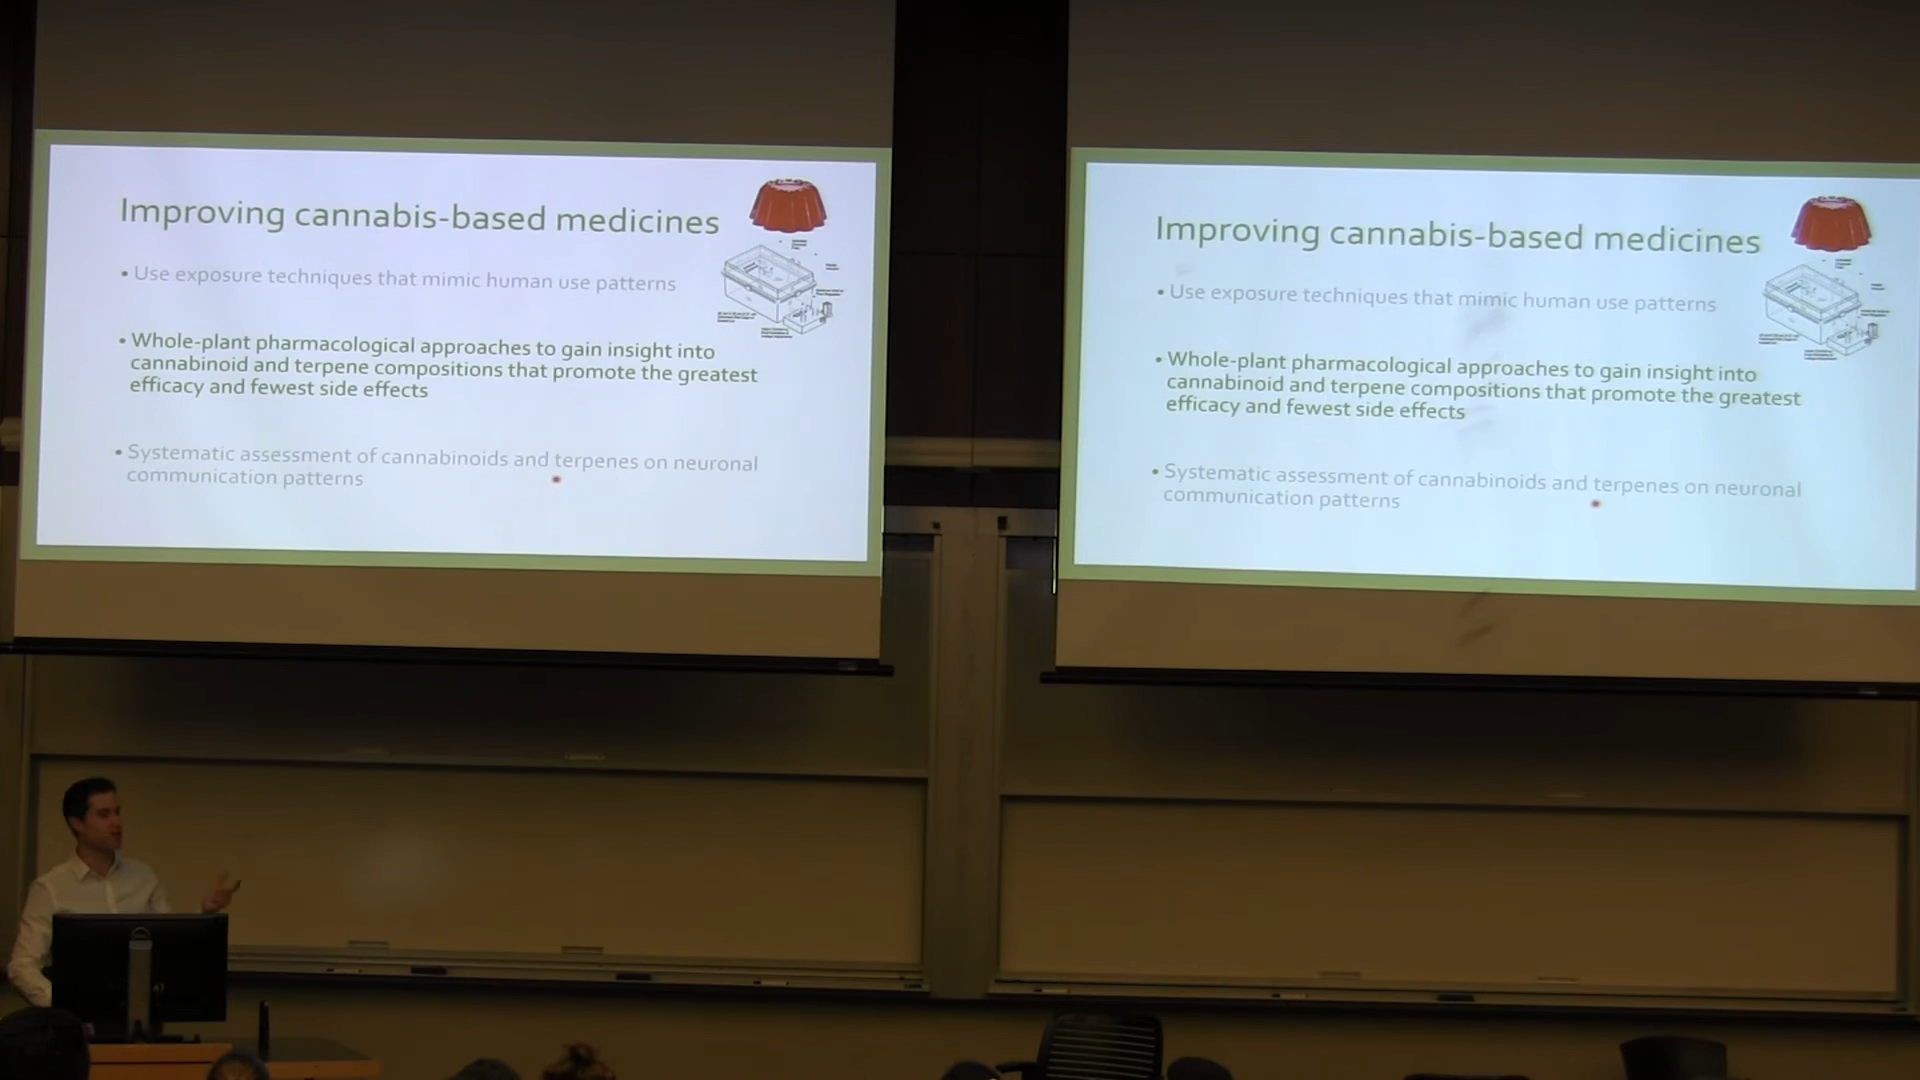 Improving cannabis-based medicines
• Use exposure techniques that mimic human use patterns
• Whole-plant pharmacological approaches to gain insight into
cannabinoid and terpene compositions that promote the greatest
efficacy and fewest side effects
• Systematic assessment of cannabinoids and terpenes on neuronal
communication patterns
Improving cannabis-based medicines
• Use exposure techniques that mimic human use patterns
• Whole-plant pharmacological approaches to gain insight into
cannabinoid and terpene compositions that promote the greatest
efficacy and fewest side effects
• Systematic assessment of cannabinoids and terpenes on neuronal
communication patterns